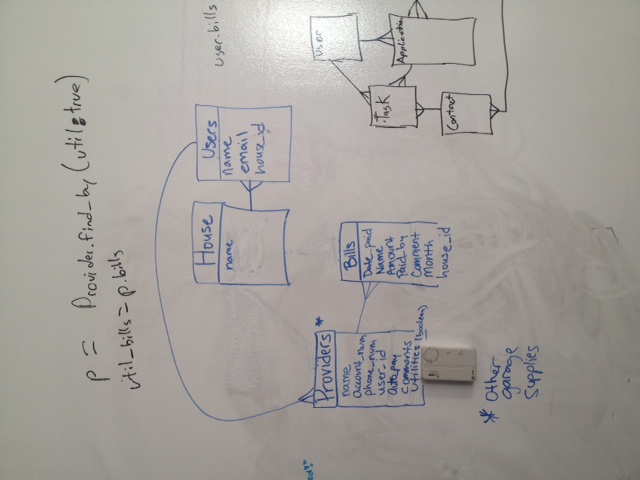 p = Provider.find_by(util:true)
util_bills = p.bills
House
name
Users
name
email
house_id
user.bills
Providers *
name
account_num
phone_num
user_id
comments
utilities (boolean)
Bills
Date_paid
Name
Amount
Paid_by
Comment
Month
house_id
* Other
garage
supplies
User
Task
Application
Contact